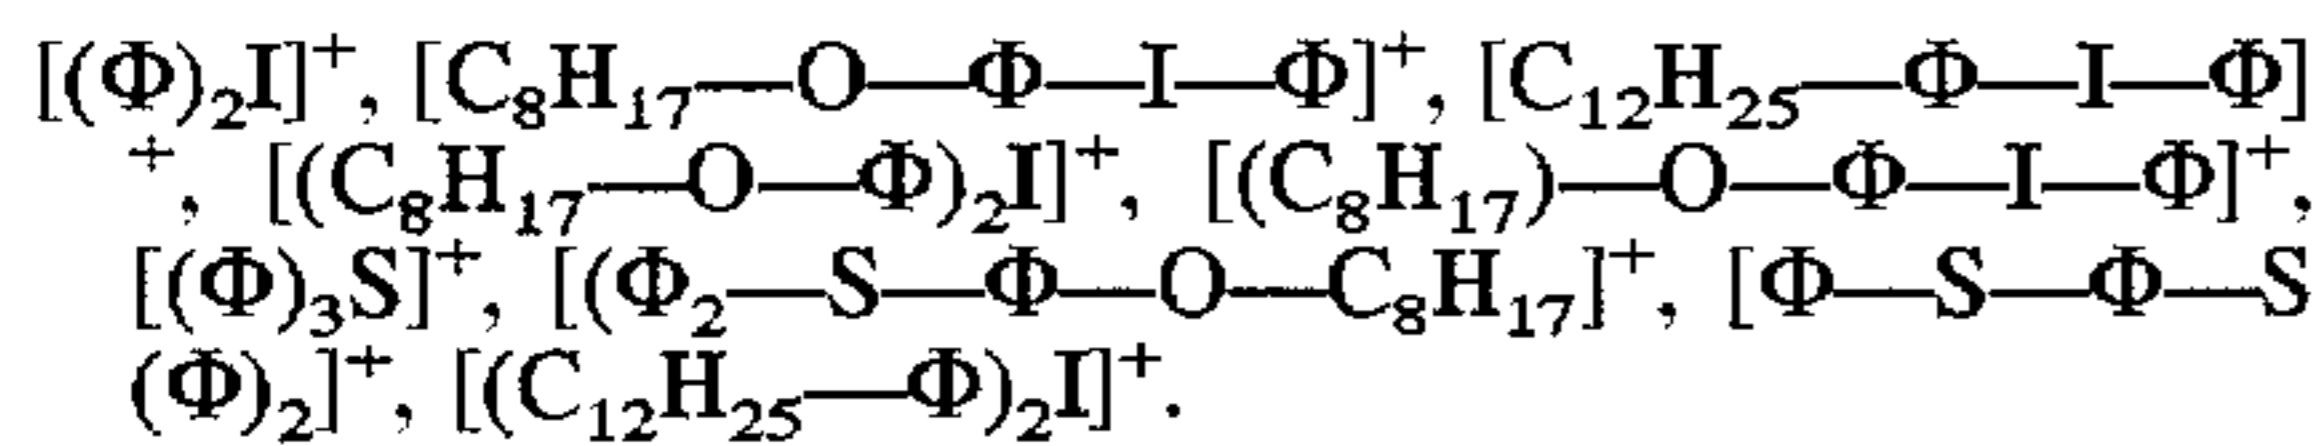 [(Φ)₂I]⁺, [C₈H₁₇—O—Φ—I—Φ]⁺, [C₁₂H₂₅—Φ—I—Φ]
⁺, [(C₈H₁₇—O—Φ)₂I]⁺, [(C₈H₁₇)—O—Φ—I—Φ]⁺,
[(Φ)₃S]⁺, [(Φ₂—S—Φ—O—C₈H₁₇]⁺, [Φ—S—Φ—S
(Φ)₂]⁺, [(C₁₂H₂₅—Φ)₂I]⁺.